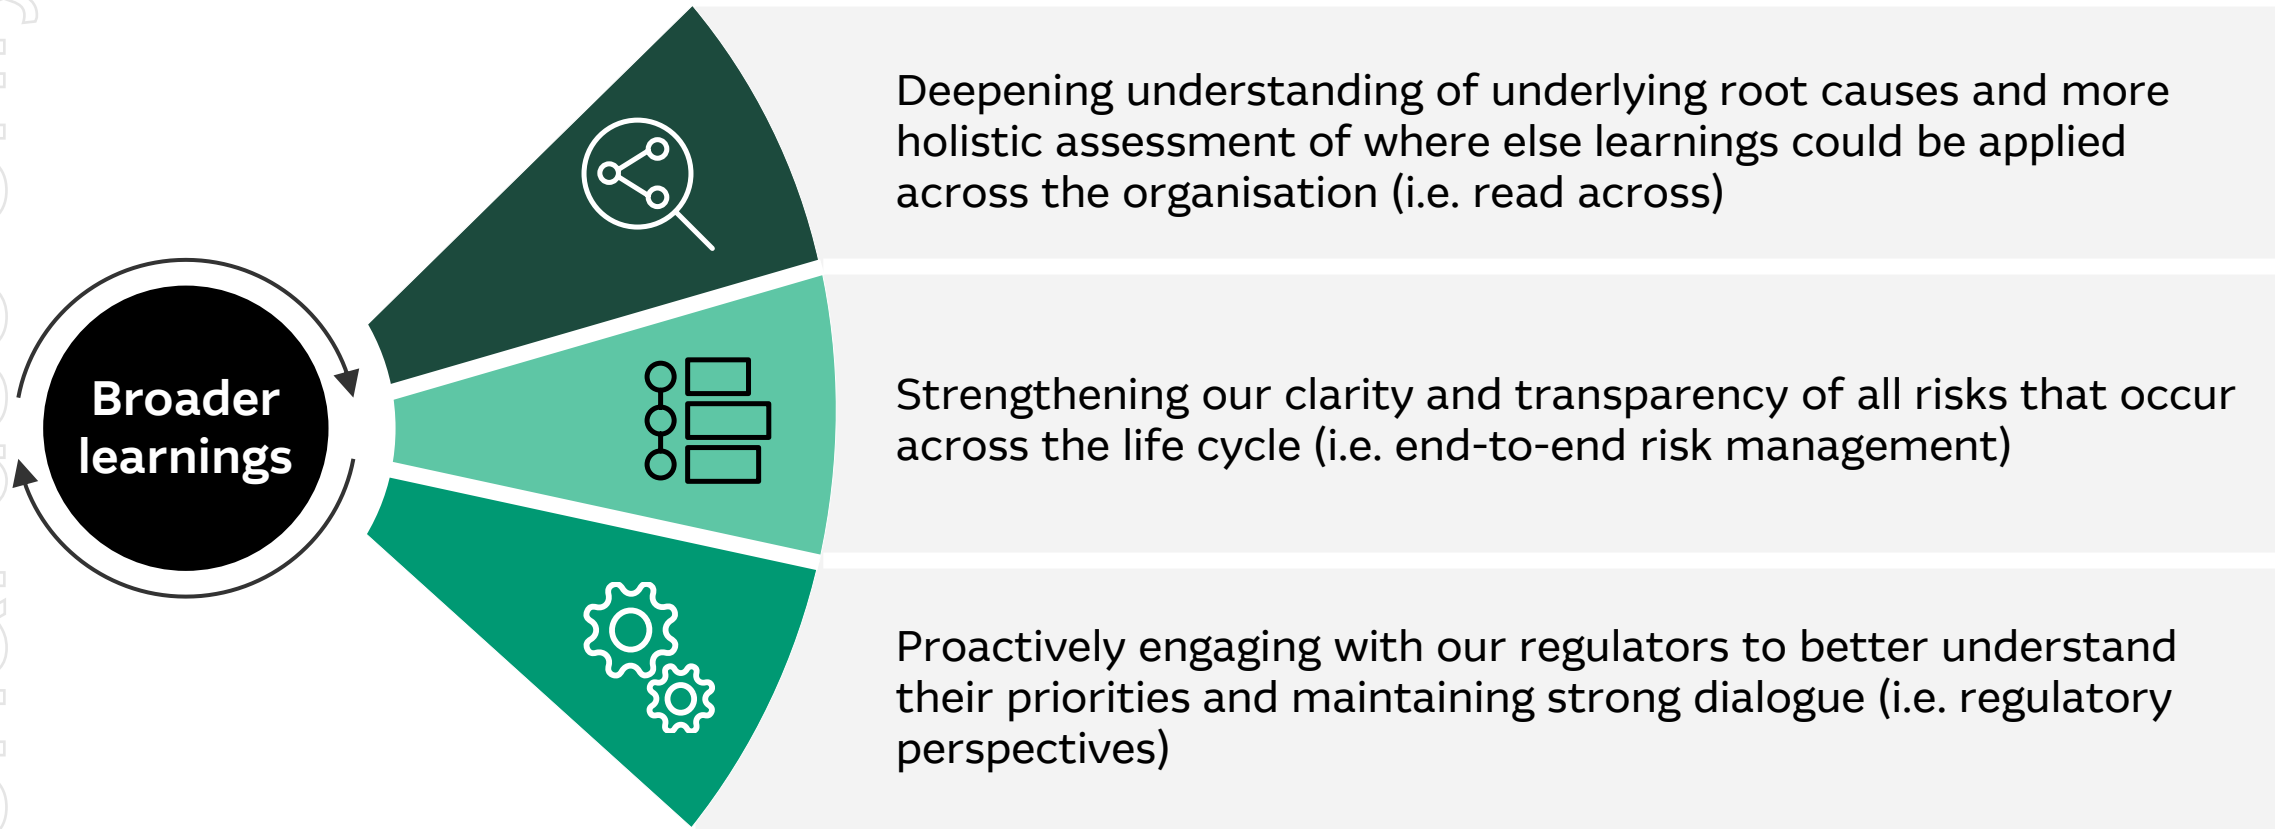 Broader
learnings
Deepening understanding of underlying root causes and more
holistic assessment of where else learnings could be applied
across the organisation (i.e. read across)
Strengthening our clarity and transparency of all risks that occur
across the life cycle (i.e. end-to-end risk management)
Proactively engaging with our regulators to better understand
their priorities and maintaining strong dialogue (i.e. regulatory
perspectives)